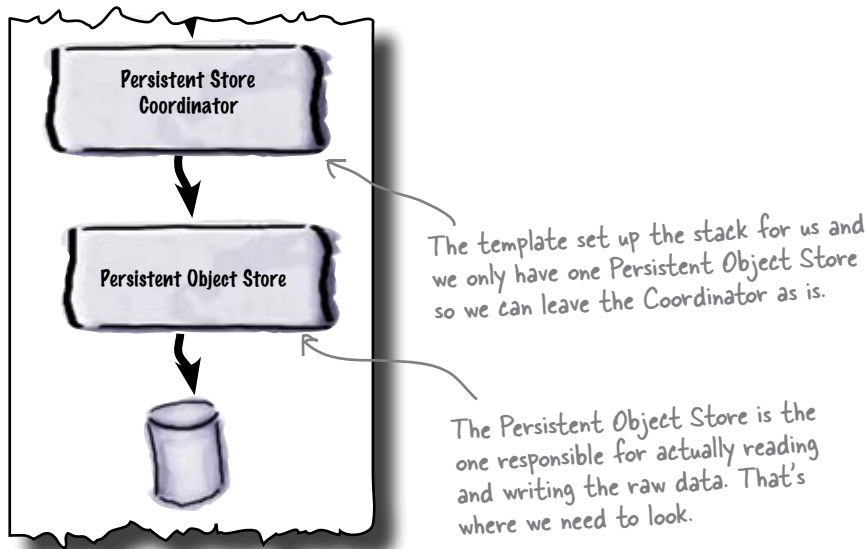 Persistent Store
Coordinator
The template set up the stack for us and
we only have one Persistent Object Store
so we can leave the Coordinator as is.
Persistent Object Store
The Persistent Object Store is the
one responsible for actually reading
and writing the raw data. That's
where we need to look.